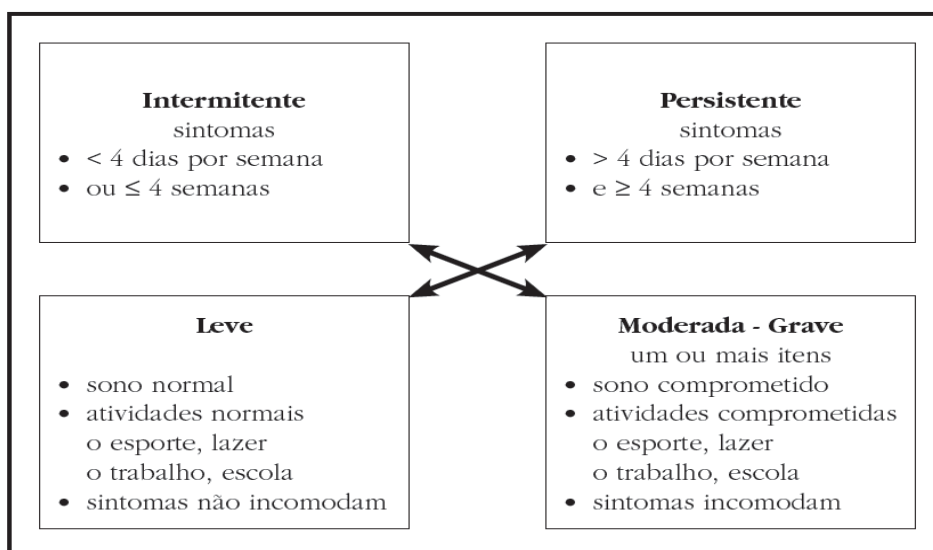 Intermitente
sintomas
• < 4 dias por semana
• ou ≤ 4 semanas
Persistente
sintomas
• > 4 dias por semana
• e ≥ 4 semanas
Leve
• sono normal
• atividades normais
o esporte, lazer
o trabalho, escola
• sintomas não incomodam
Moderada - Grave
um ou mais itens
• sono comprometido
• atividades comprometidas
o esporte, lazer
o trabalho, escola
• sintomas incomodam